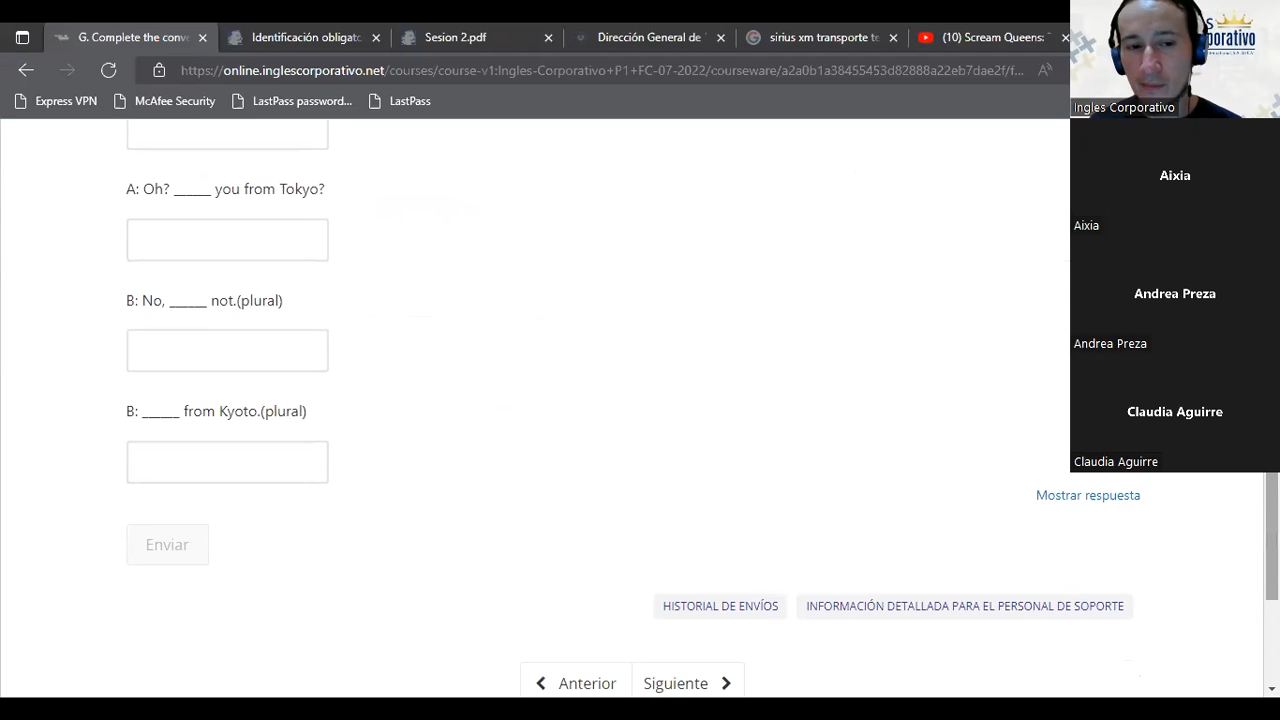 G. Complete the conv
Identificación obligato
Sesion 2.pdf
Dirección General de
sirius xm transporte te
(10) Scream Queens:
https://online.inglescorporativo.net/courses/course-v1:Ingles-Corporativo+P1+FC-07-2022/courseware/a2a0b1a38455453d82888a22eb7dae2f/f...
Express VPN
McAfee Security
LastPass password...
LastPass
A: Oh? ______ you from Tokyo?
B: No, ______ not.(plural)
B: ______ from Kyoto.(plural)
Mostrar respuesta
Enviar
HISTORIAL DE ENVÍOS
INFORMACIÓN DETALLADA PARA EL PERSONAL DE SOPORTE
Anterior
Siguiente
Ingles Corporativo
Aixia
Aixia
Andrea Preza
Andrea Preza
Claudia Aguirre
Claudia Aguirre